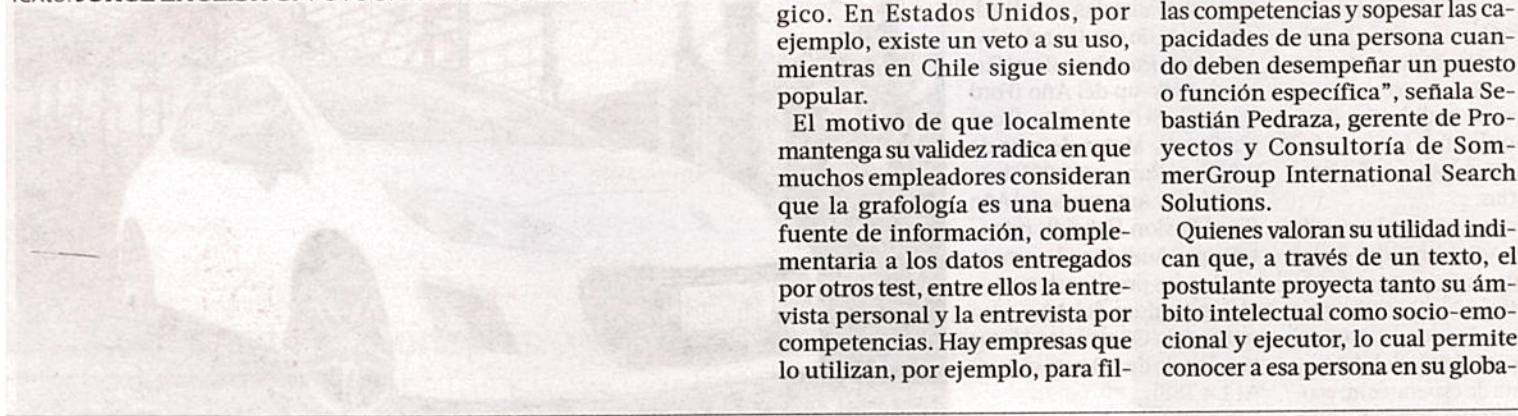 gico. En Estados Unidos, por
ejemplo, existe un veto a su uso,
mientras en Chile sigue siendo
popular.
El motivo de que localmente
mantenga su validez radica en que
muchos empleadores consideran
que la grafología es una buena
fuente de información, comple-
mentaria a los datos entregados
por otros test, entre ellos la entre-
vista personal y la entrevista por
competencias. Hay empresas que
lo utilizan, por ejemplo, para fil-
las competencias y sopesar las ca-
pacidades de una persona cuan-
do deben desempeñar un puesto
o función específica”, señala Se-
bastián Pedraza, gerente de Pro-
yectos y Consultoría de Som-
merGroup International Search
Solutions.
Quienes valoran su utilidad indi-
can que, a través de un texto, el
postulante proyecta tanto su ám-
bito intelectual como socio-emo-
cional y ejecutor, lo cual permite
conocer a esa persona en su globa-